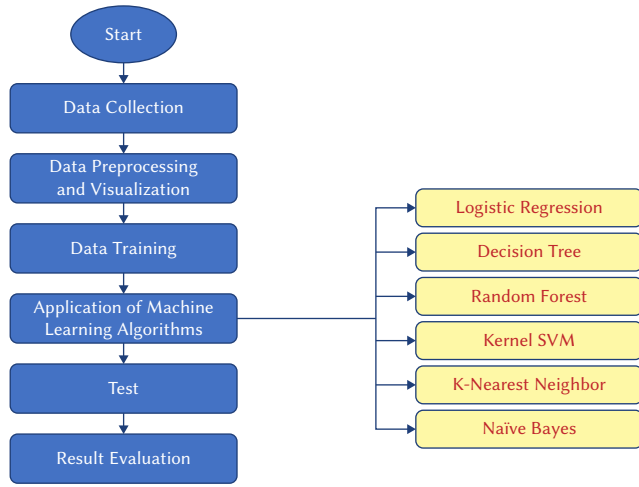 Start
Data Collection
Data Preprocessing
and Visualization
Data Training
Application of Machine
Learning Algorithms
Test
Result Evaluation
Logistic Regression
Decision Tree
Random Forest
Kernel SVM
K-Nearest Neighbor
Naïve Bayes